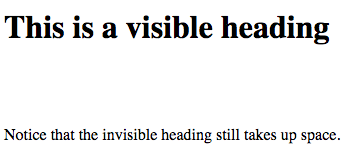 This is a visible heading
Notice that the invisible heading still takes up space.